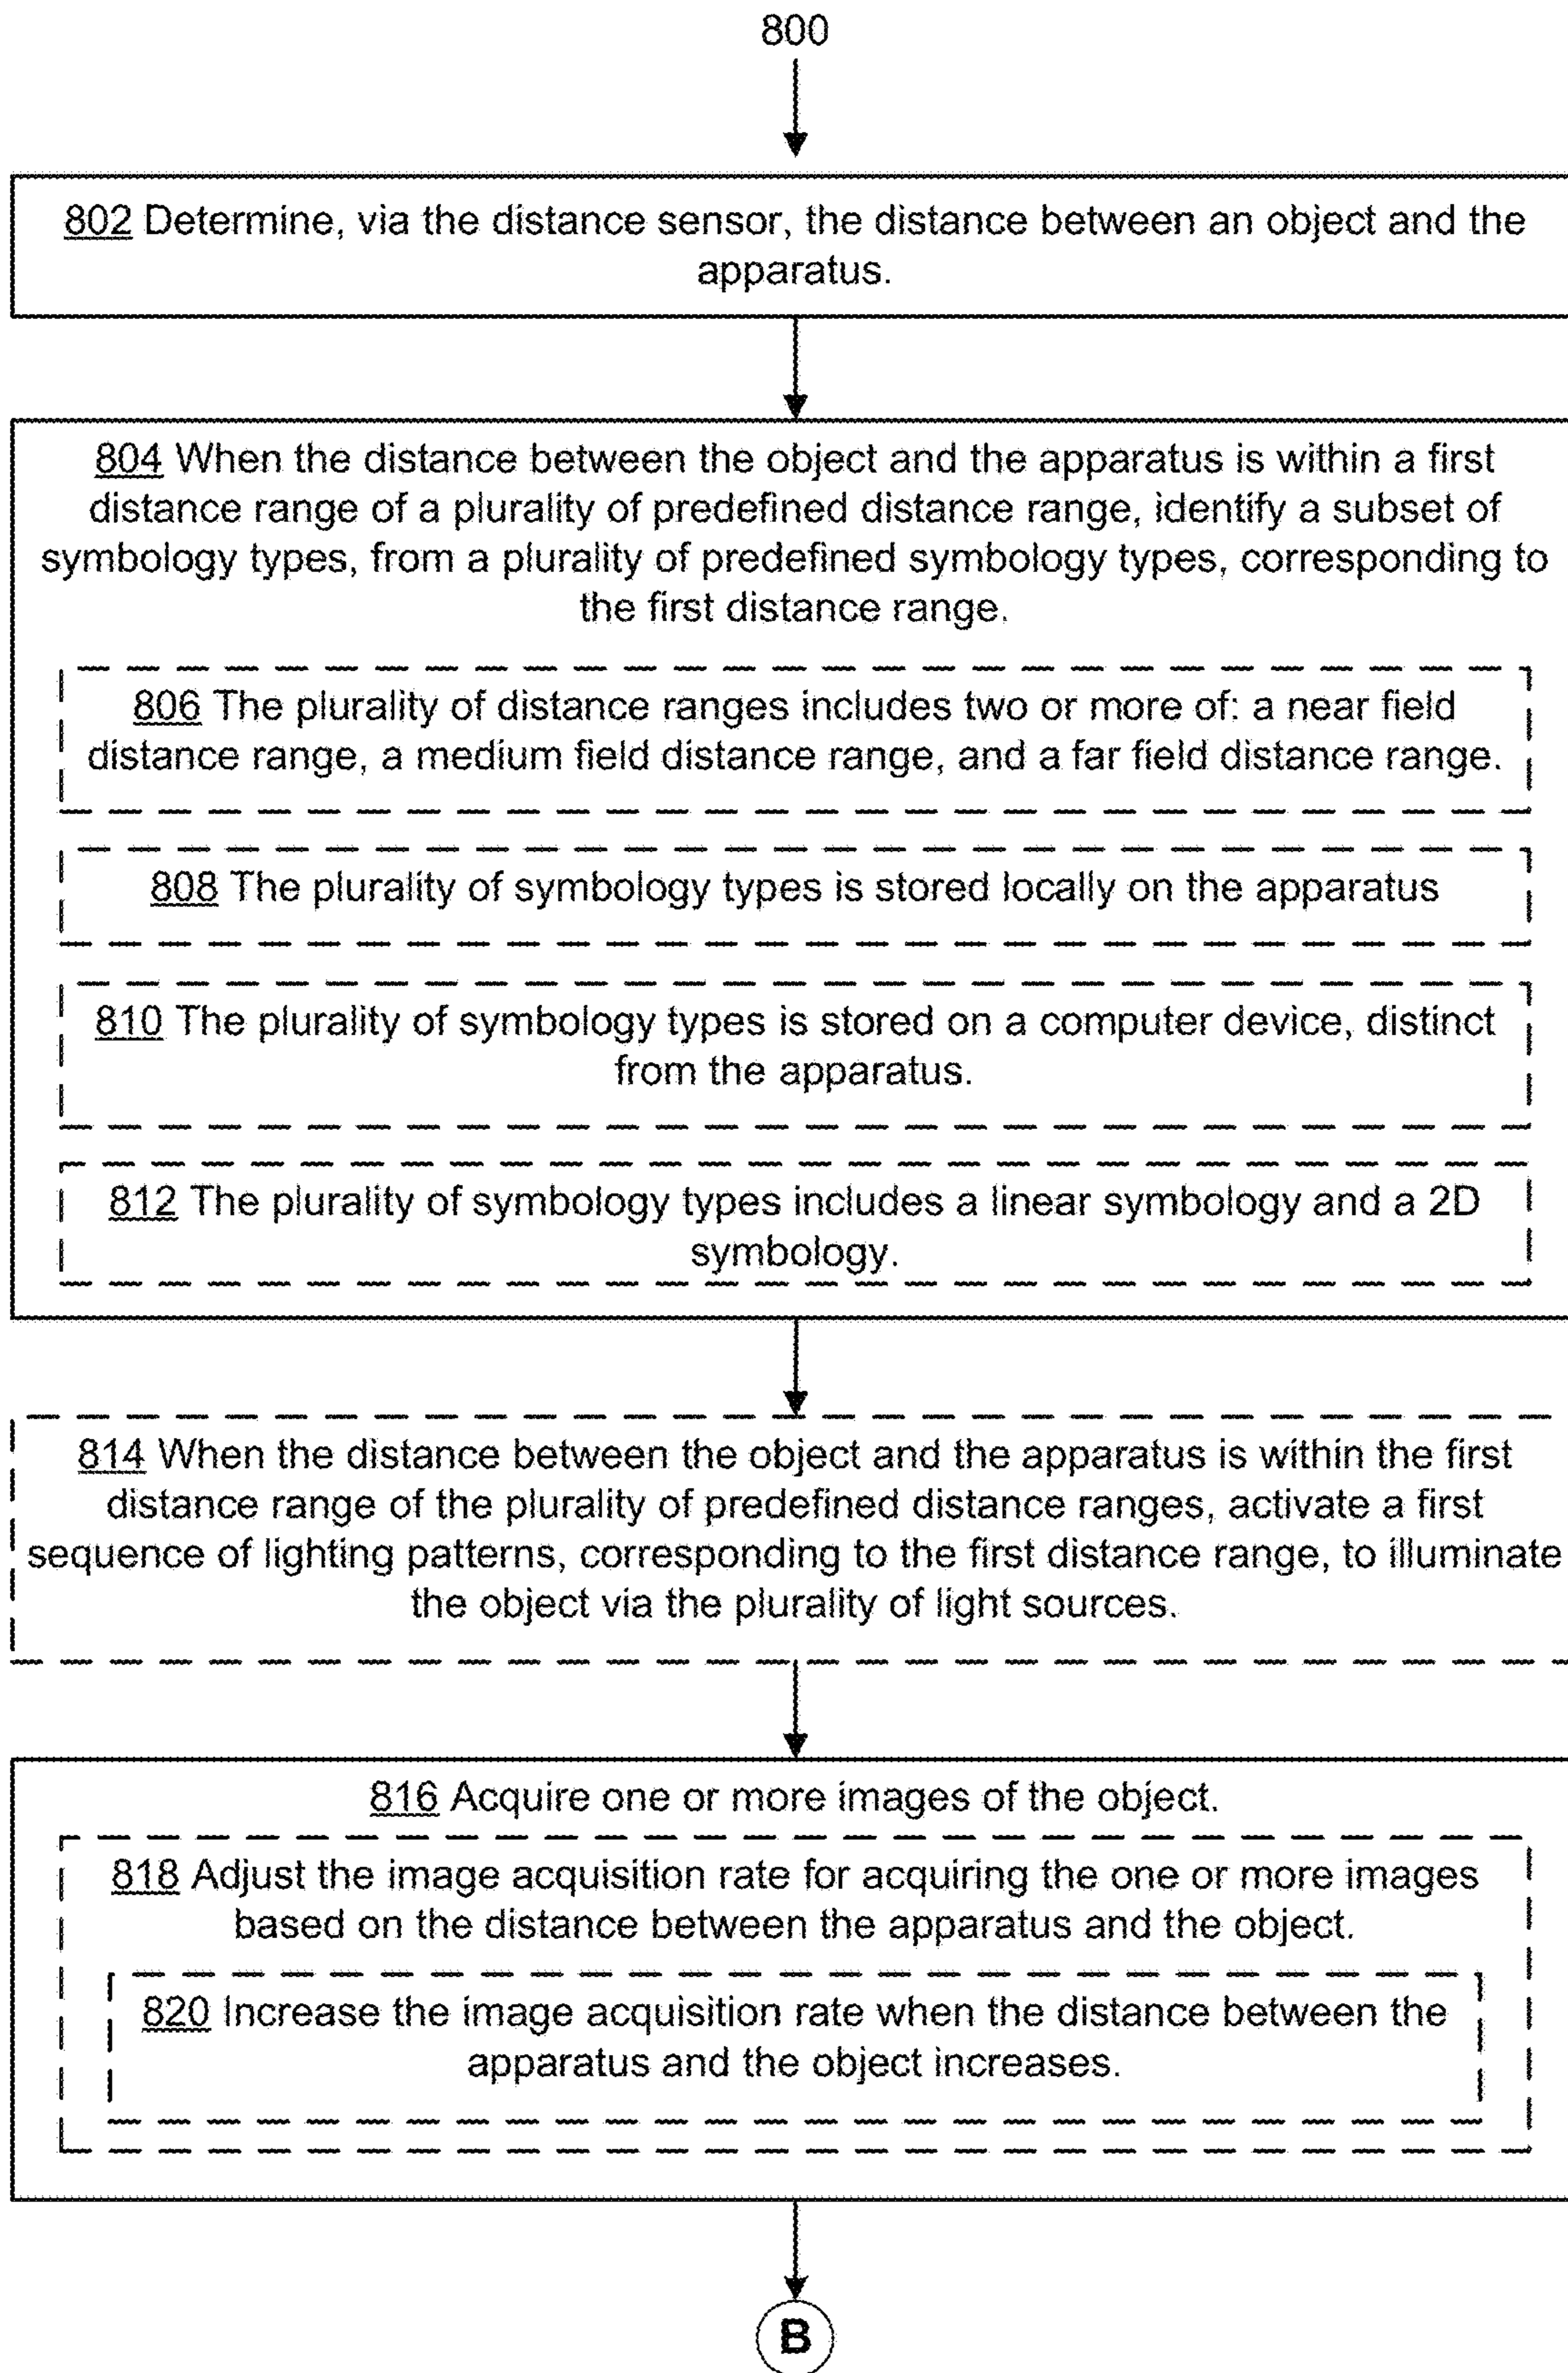 800
802 Determine, via the distance sensor, the distance between an object and the
apparatus.
804 When the distance between the object and the apparatus is within a first
distance range of a plurality of predefined distance range, identify a subset of
symbology types, from a plurality of predefined symbology types, corresponding to
the first distance range.
806 The plurality of distance ranges includes two or more of: a near field
distance range, a medium field distance range, and a far field distance range.
808 The plurality of symbology types is stored locally on the apparatus
810 The plurality of symbology types is stored on a computer device, distinct
from the apparatus.
812 The plurality of symbology types includes a linear symbology and a 2D
symbology.
814 When the distance between the object and the apparatus is within the first
distance range of the plurality of predefined distance ranges, activate a first
sequence of lighting patterns, corresponding to the first distance range, to illuminate
the object via the plurality of light sources.
816 Acquire one or more images of the object.
818 Adjust the image acquisition rate for acquiring the one or more images
based on the distance between the apparatus and the object.
820 Increase the image acquisition rate when the distance between the
apparatus and the object increases.
B